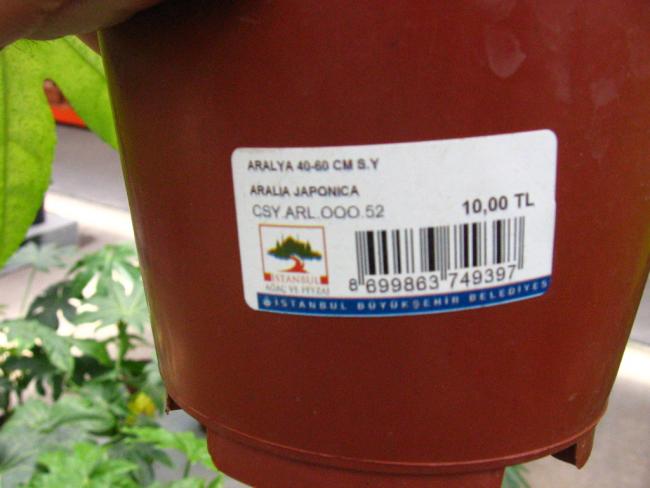 ARALYA 40-60 CM S.Y
ARALIA JAPONICA
CSY.ARL.OOO.52
10,00 TL
İSTANBUL
AĞAÇ VE PEYZAJ
8 699863 749397
İSTANBUL BÜYÜKŞEHİR BELEDİYES